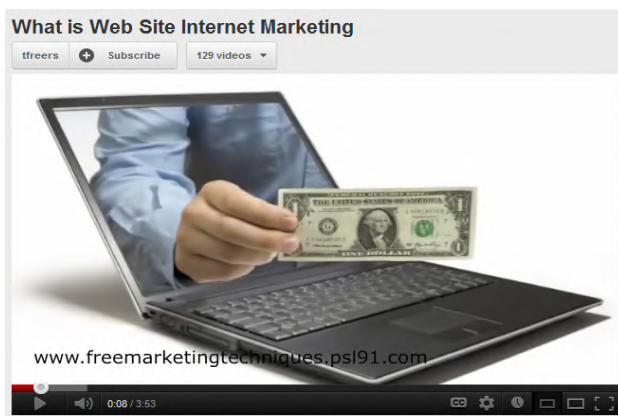 What is Web Site Internet Marketing
tfreers Subscribe 129 videos
THE UNITED STATES OF AMERICA
ONE DOLLAR
www.freemarketingtechniques.psl91.com
0:08 / 3:53
CC